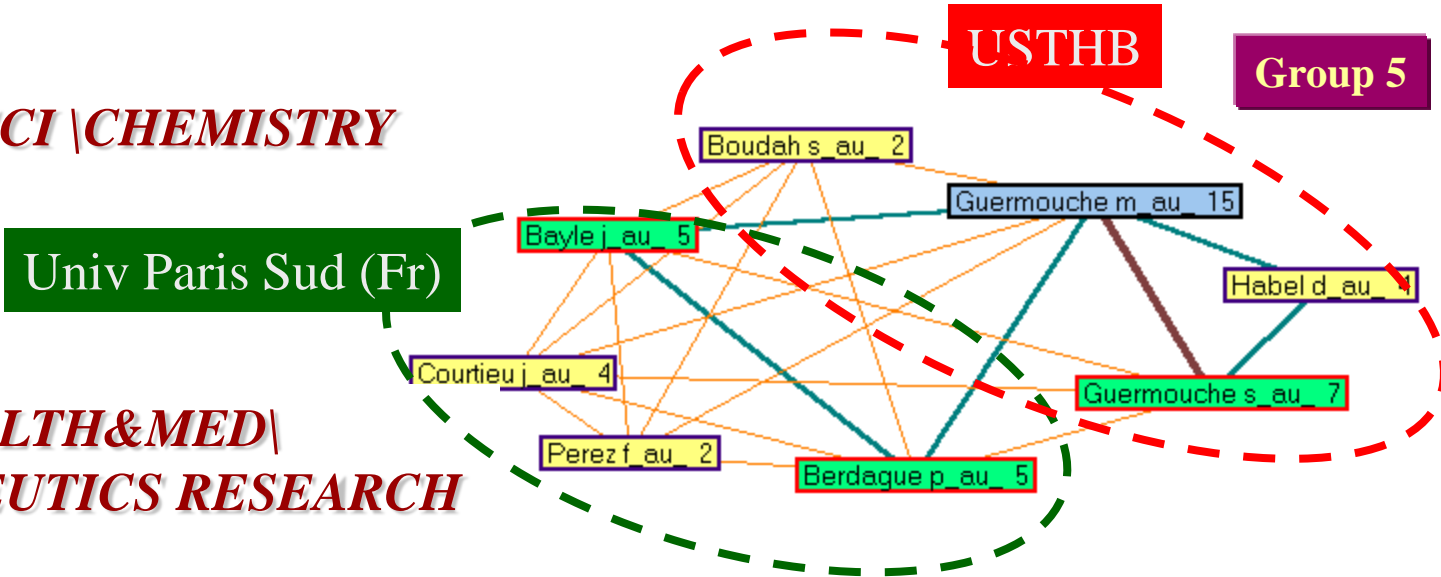 USTHB
Group 5
CI \CHEMISTRY
Boudah s_au_ 2
Guermouche m_au_ 15
Bayle j_au_ 5
Univ Paris Sud (Fr)
Habel d_au_ 4
Courtieu j_au_ 4
Guermouche s_au_ 7
LTH&MED\
Perez f_au_ 2
Berdague p_au_ 5
EUTICS RESEARCH